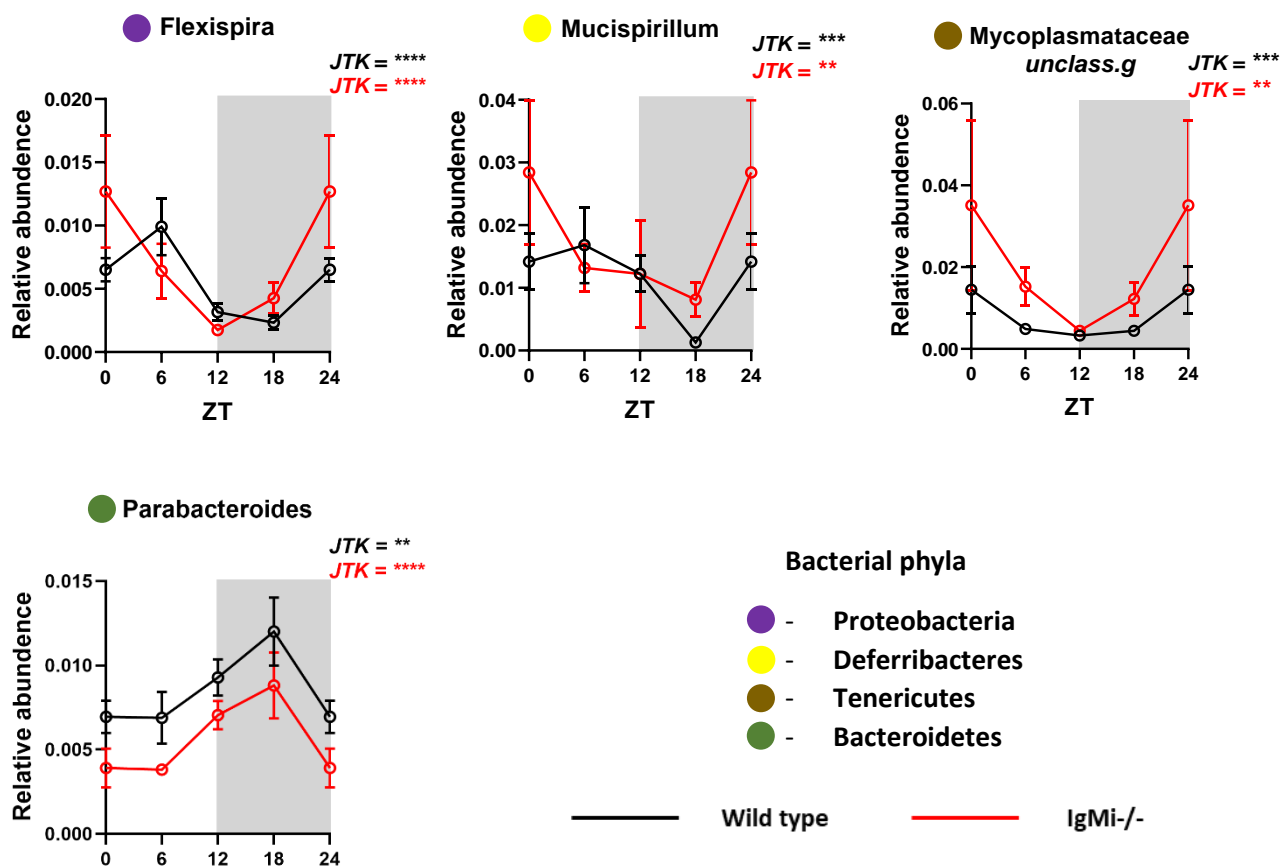 Flexispira
JTK = ****
JTK = ****
Relative abundence
0.020
0.015
0.010
0.005
0.000
0 6 12 18 24
ZT
Mucispirillum
JTK = ***
JTK = **
Relative abundence
0.04
0.03
0.02
0.01
0.00
0 6 12 18 24
ZT
Mycoplasmataceae
unclass.g
JTK = ***
JTK = **
Relative abundence
0.06
0.04
0.02
0.00
0 6 12 18 24
ZT
Parabacteroides
JTK = **
JTK = ****
Relative abundence
0.015
0.010
0.005
0.000
0 6 12 18 24
Bacterial phyla
- Proteobacteria
- Deferribacteres
- Tenericutes
- Bacteroidetes
Wild type IgMi-/-